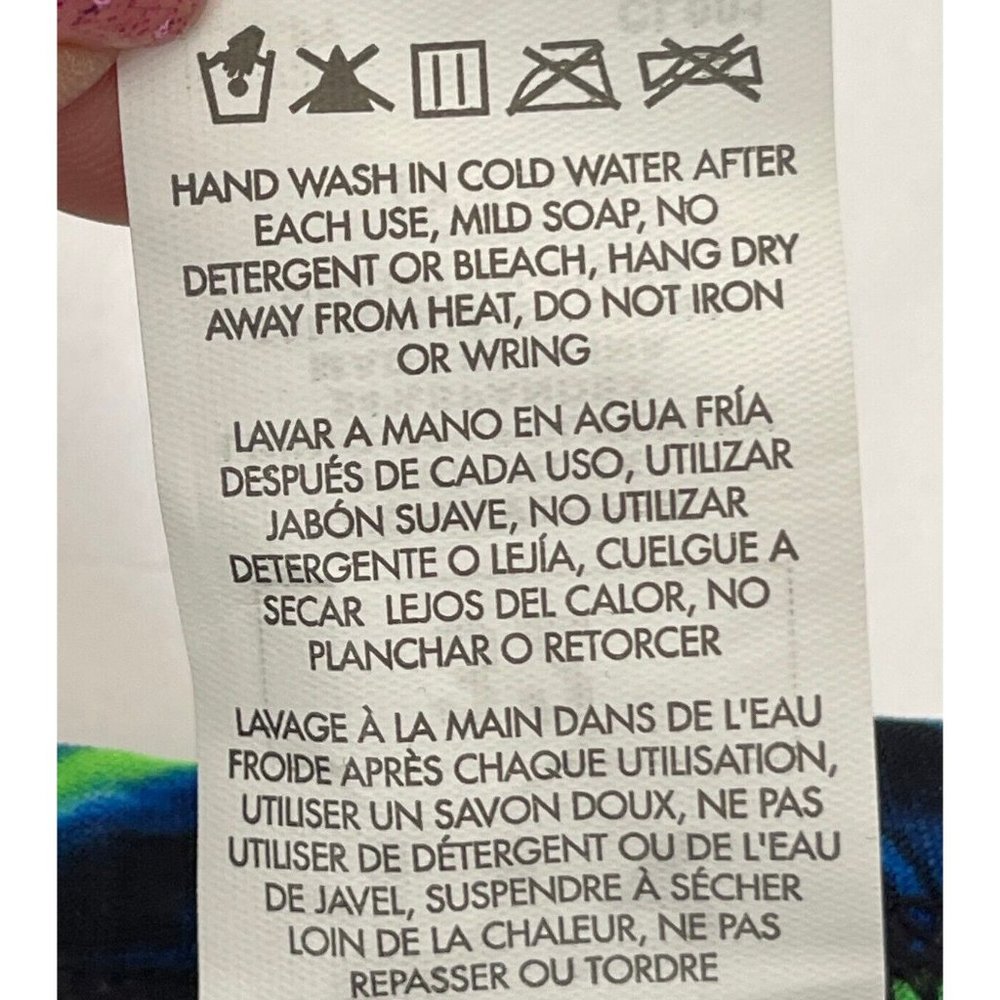 HAND WASH IN COLD WATER AFTER
EACH USE, MILD SOAP, NO
DETERGENT OR BLEACH, HANG DRY
AWAY FROM HEAT, DO NOT IRON
OR WRING
LAVAR A MANO EN AGUA FRÍA
DESPUÉS DE CADA USO, UTILIZAR
JABÓN SUAVE, NO UTILIZAR
DETERGENTE O LEJÍA, CUELGUE A
SECAR LEJOS DEL CALOR, NO
PLANCHAR O RETORCER
LAVAGE À LA MAIN DANS DE L'EAU
FROIDE APRÈS CHAQUE UTILISATION,
UTILISER UN SAVON DOUX, NE PAS
UTILISER DE DÉTERGENT OU DE L'EAU
DE JAVEL, SUSPENDRE À SÉCHER
LOIN DE LA CHALEUR, NE PAS
REPASSER OU TORDRE